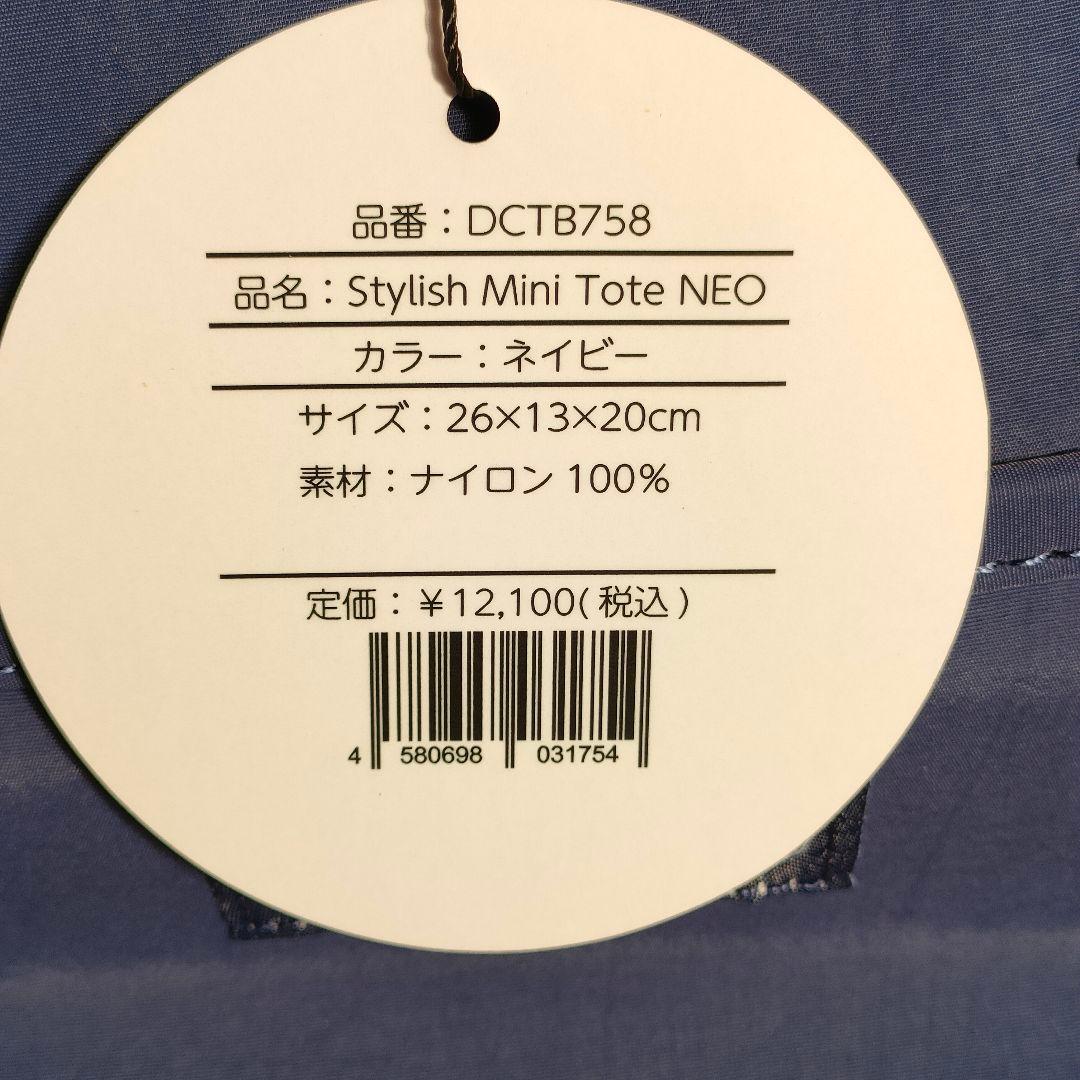 品番：DCTB758
品名：Stylish Mini Tote NEO
カラー：ネイビー
サイズ：26×13×20cm
素材：ナイロン 100%
定価：￥12,100(税込)
4 580698 031754